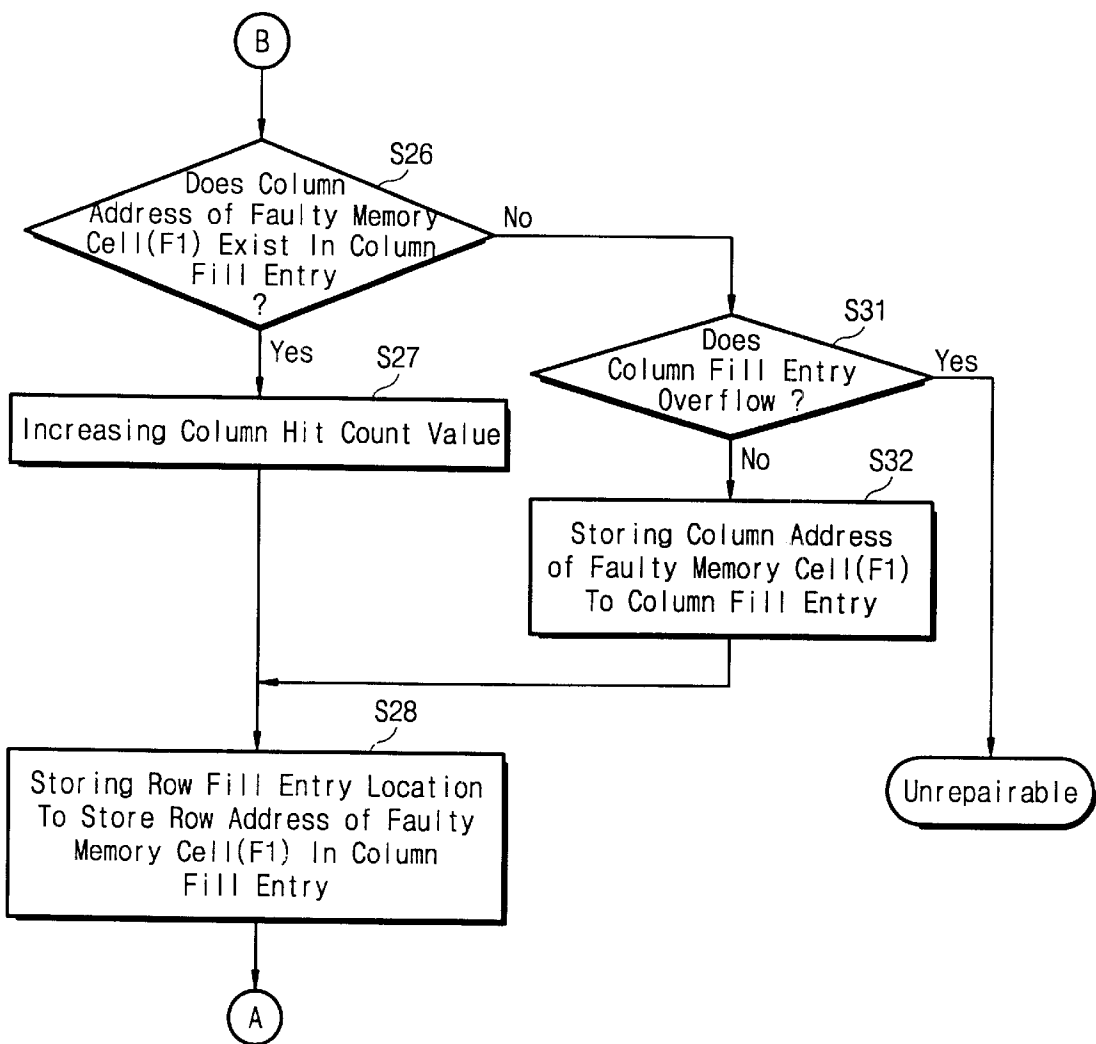 B
S26
Does Column
Address of Faulty Memory
Cell(F1) Exist In Column
Fill Entry
?
No
Yes
S31
Does
Column Fill Entry
Overflow ?
Yes
No
S27
Increasing Column Hit Count Value
S32
Storing Column Address
of Faulty Memory Cell(F1)
To Column Fill Entry
S28
Storing Row Fill Entry Location
To Store Row Address of Faulty
Memory Cell(F1) In Column
Fill Entry
Unrepairable
A